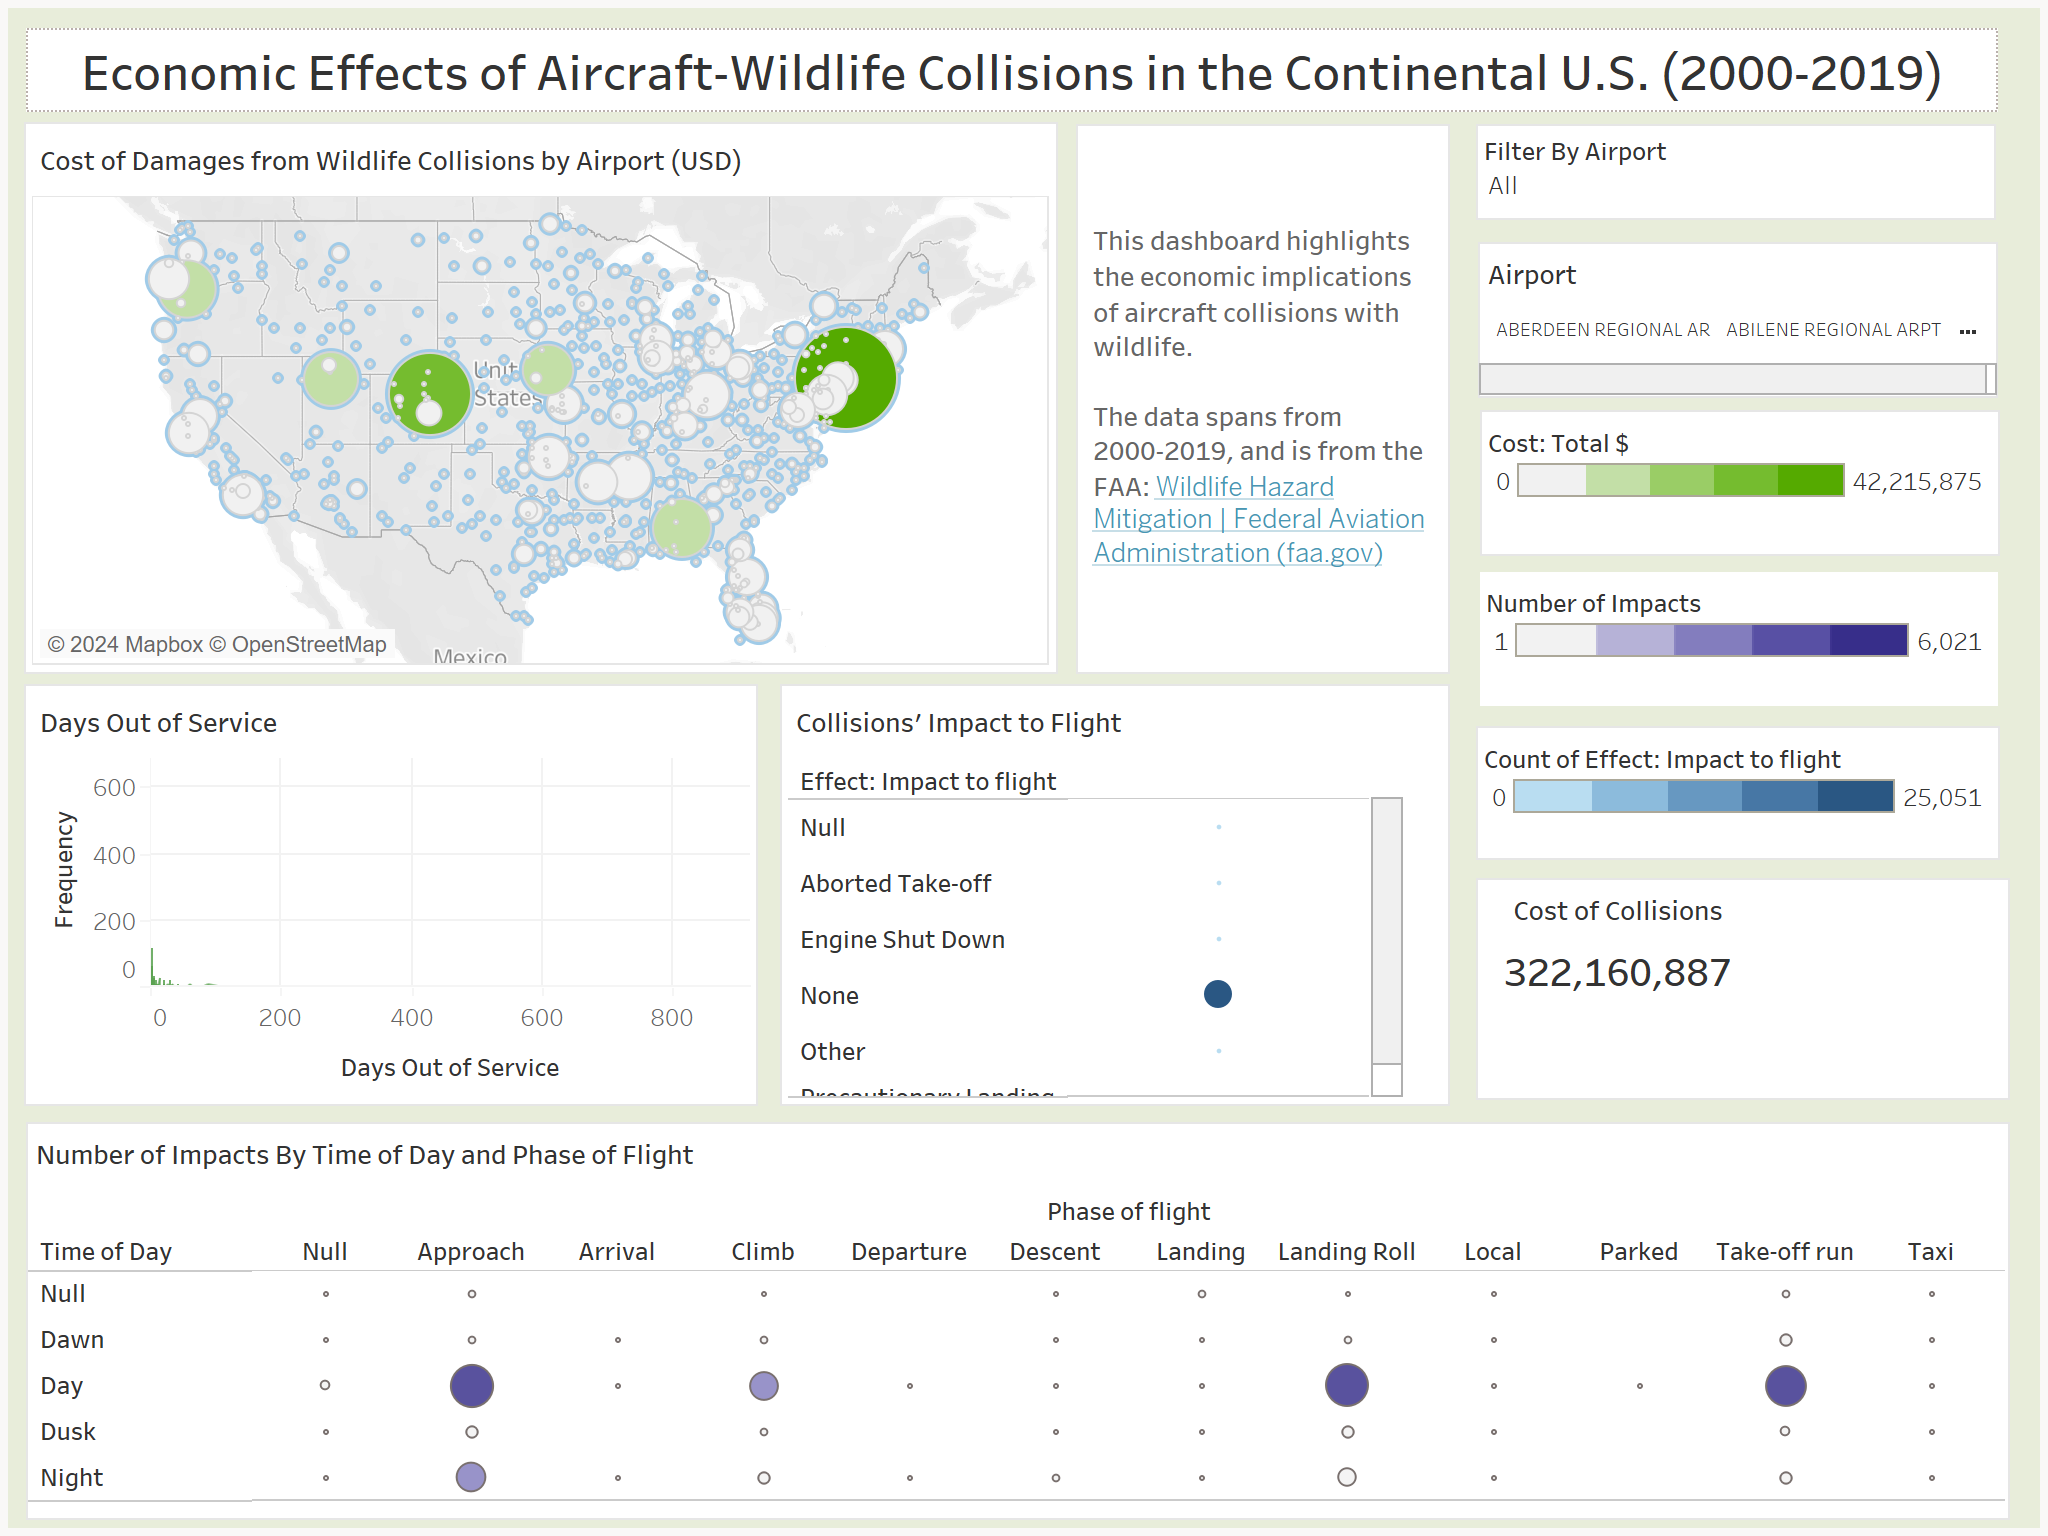 Economic Effects of Aircraft-Wildlife Collisions in the Continental U.S. (2000-2019)
Cost of Damages from Wildlife Collisions by Airport (USD)
United
States
Mexico
© 2024 Mapbox © OpenStreetMap
This dashboard highlights
the economic implications
of aircraft collisions with
wildlife.
The data spans from
2000-2019, and is from the
FAA: Wildlife Hazard
Mitigation | Federal Aviation
Administration (faa.gov)
Filter By Airport
All
Airport
ABERDEEN REGIONAL AR ABILENE REGIONAL ARPT ...
Cost: Total $
0 42,215,875
Number of Impacts
1 6,021
Count of Effect: Impact to flight
0 25,051
Cost of Collisions
322,160,887
Days Out of Service
Frequency
600
400
200
0
0 200 400 600 800
Days Out of Service
Collisions’ Impact to Flight
Effect: Impact to flight
Null
Aborted Take-off
Engine Shut Down
None
Other
Precautionary Landing
Number of Impacts By Time of Day and Phase of Flight
Phase of flight
Time of Day Null Approach Arrival Climb Departure Descent Landing Landing Roll Local Parked Take-off run Taxi
Null
Dawn
Day
Dusk
Night